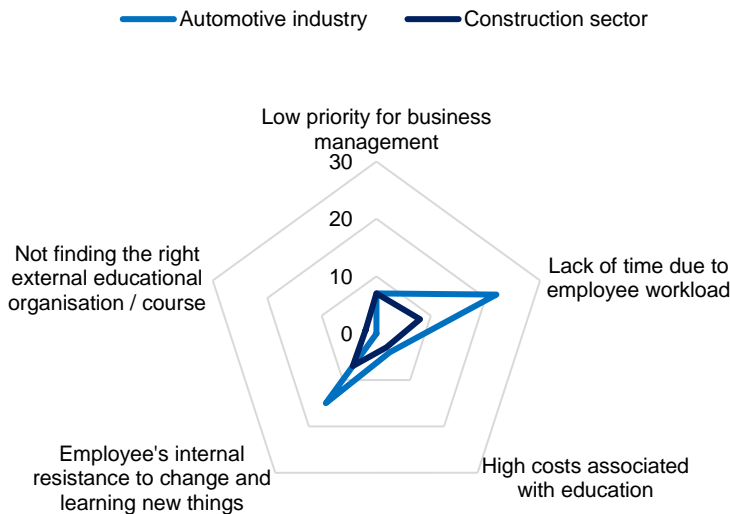 Automotive industry
Construction sector
Low priority for business
management
30
20
10
0
Lack of time due to
employee workload
High costs associated
with education
Employee's internal
resistance to change and
learning new things
Not finding the right
external educational
organisation / course